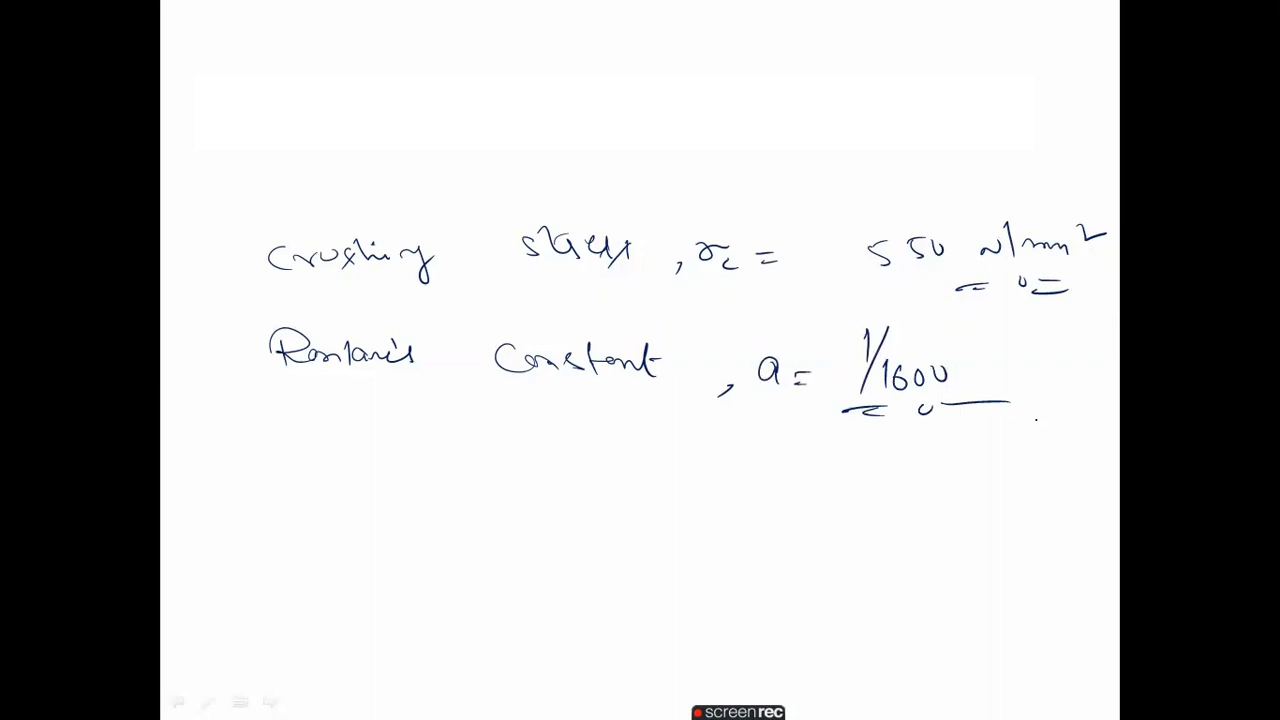 Crushing stress, σc = 550 N/mm²
Rankine's Constant, a = 1/1600
screenrec